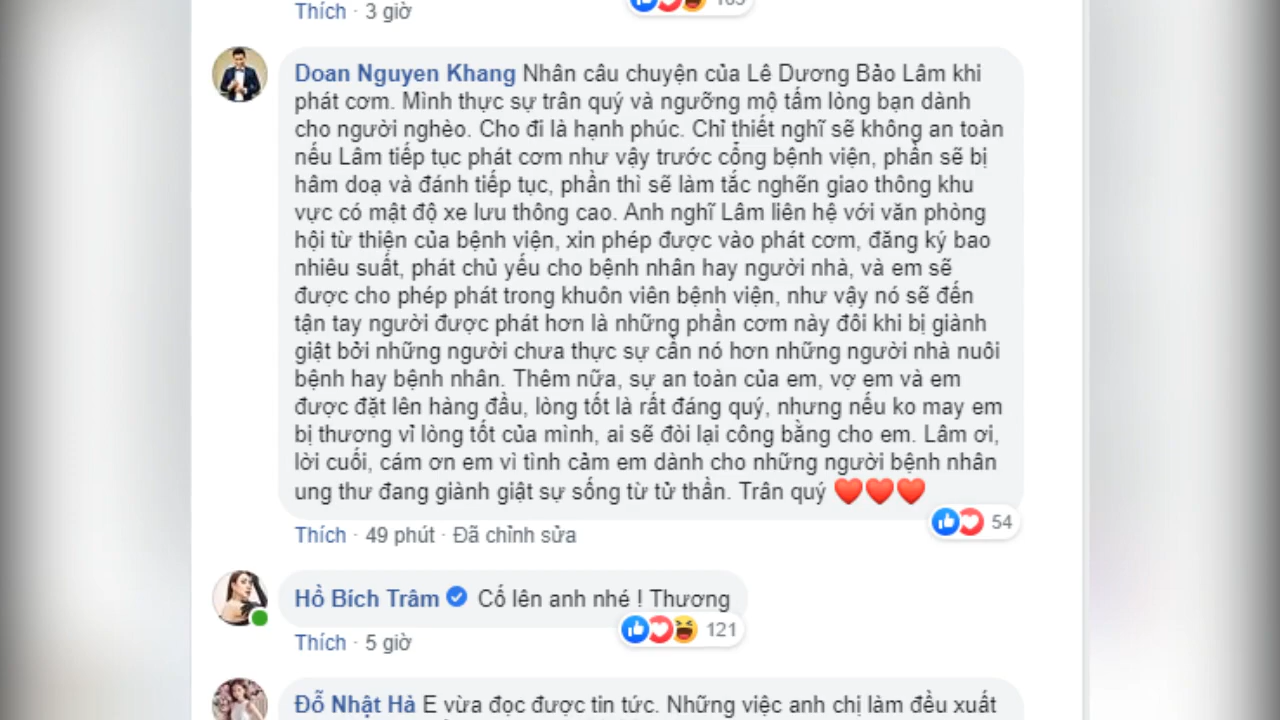 Thích · 3 giờ
Doan Nguyen Khang Nhân câu chuyện của Lê Dương Bảo Lâm khi
phát cơm. Mình thực sự trân quý và ngưỡng mộ tấm lòng bạn dành
cho người nghèo. Cho đi là hạnh phúc. Chỉ thiết nghĩ sẽ không an toàn
nếu Lâm tiếp tục phát cơm như vậy trước cổng bệnh viện, phần sẽ bị
hâm doạ và đánh tiếp tục, phần thì sẽ làm tắc nghẽn giao thông khu
vực có mật độ xe lưu thông cao. Anh nghĩ Lâm liên hệ với văn phòng
hội từ thiện của bệnh viện, xin phép được vào phát cơm, đăng ký bao
nhiêu suất, phát chủ yếu cho bệnh nhân hay người nhà, và em sẽ
được cho phép phát trong khuôn viên bệnh viện, như vậy nó sẽ đến
tận tay người được phát hơn là những phần cơm này đôi khi bị giành
giật bởi những người chưa thực sự cần nó hơn những người nhà nuôi
bệnh hay bệnh nhân. Thêm nữa, sự an toàn của em, vợ em và em
được đặt lên hàng đầu, lòng tốt là rất đáng quý, nhưng nếu ko may em
bị thương vì lòng tốt của mình, ai sẽ đòi lại công bằng cho em. Lâm ơi,
lời cuối, cám ơn em vì tình cảm em dành cho những người bệnh nhân
ung thư đang giành giật sự sống từ tử thần. Trân quý ❤️❤️❤️
54
Thích · 49 phút · Đã chỉnh sửa
Hồ Bích Trâm Cố lên anh nhé ! Thương
121
Thích · 5 giờ
Đỗ Nhật Hà E vừa đọc được tin tức. Những việc anh chị làm đều xuất